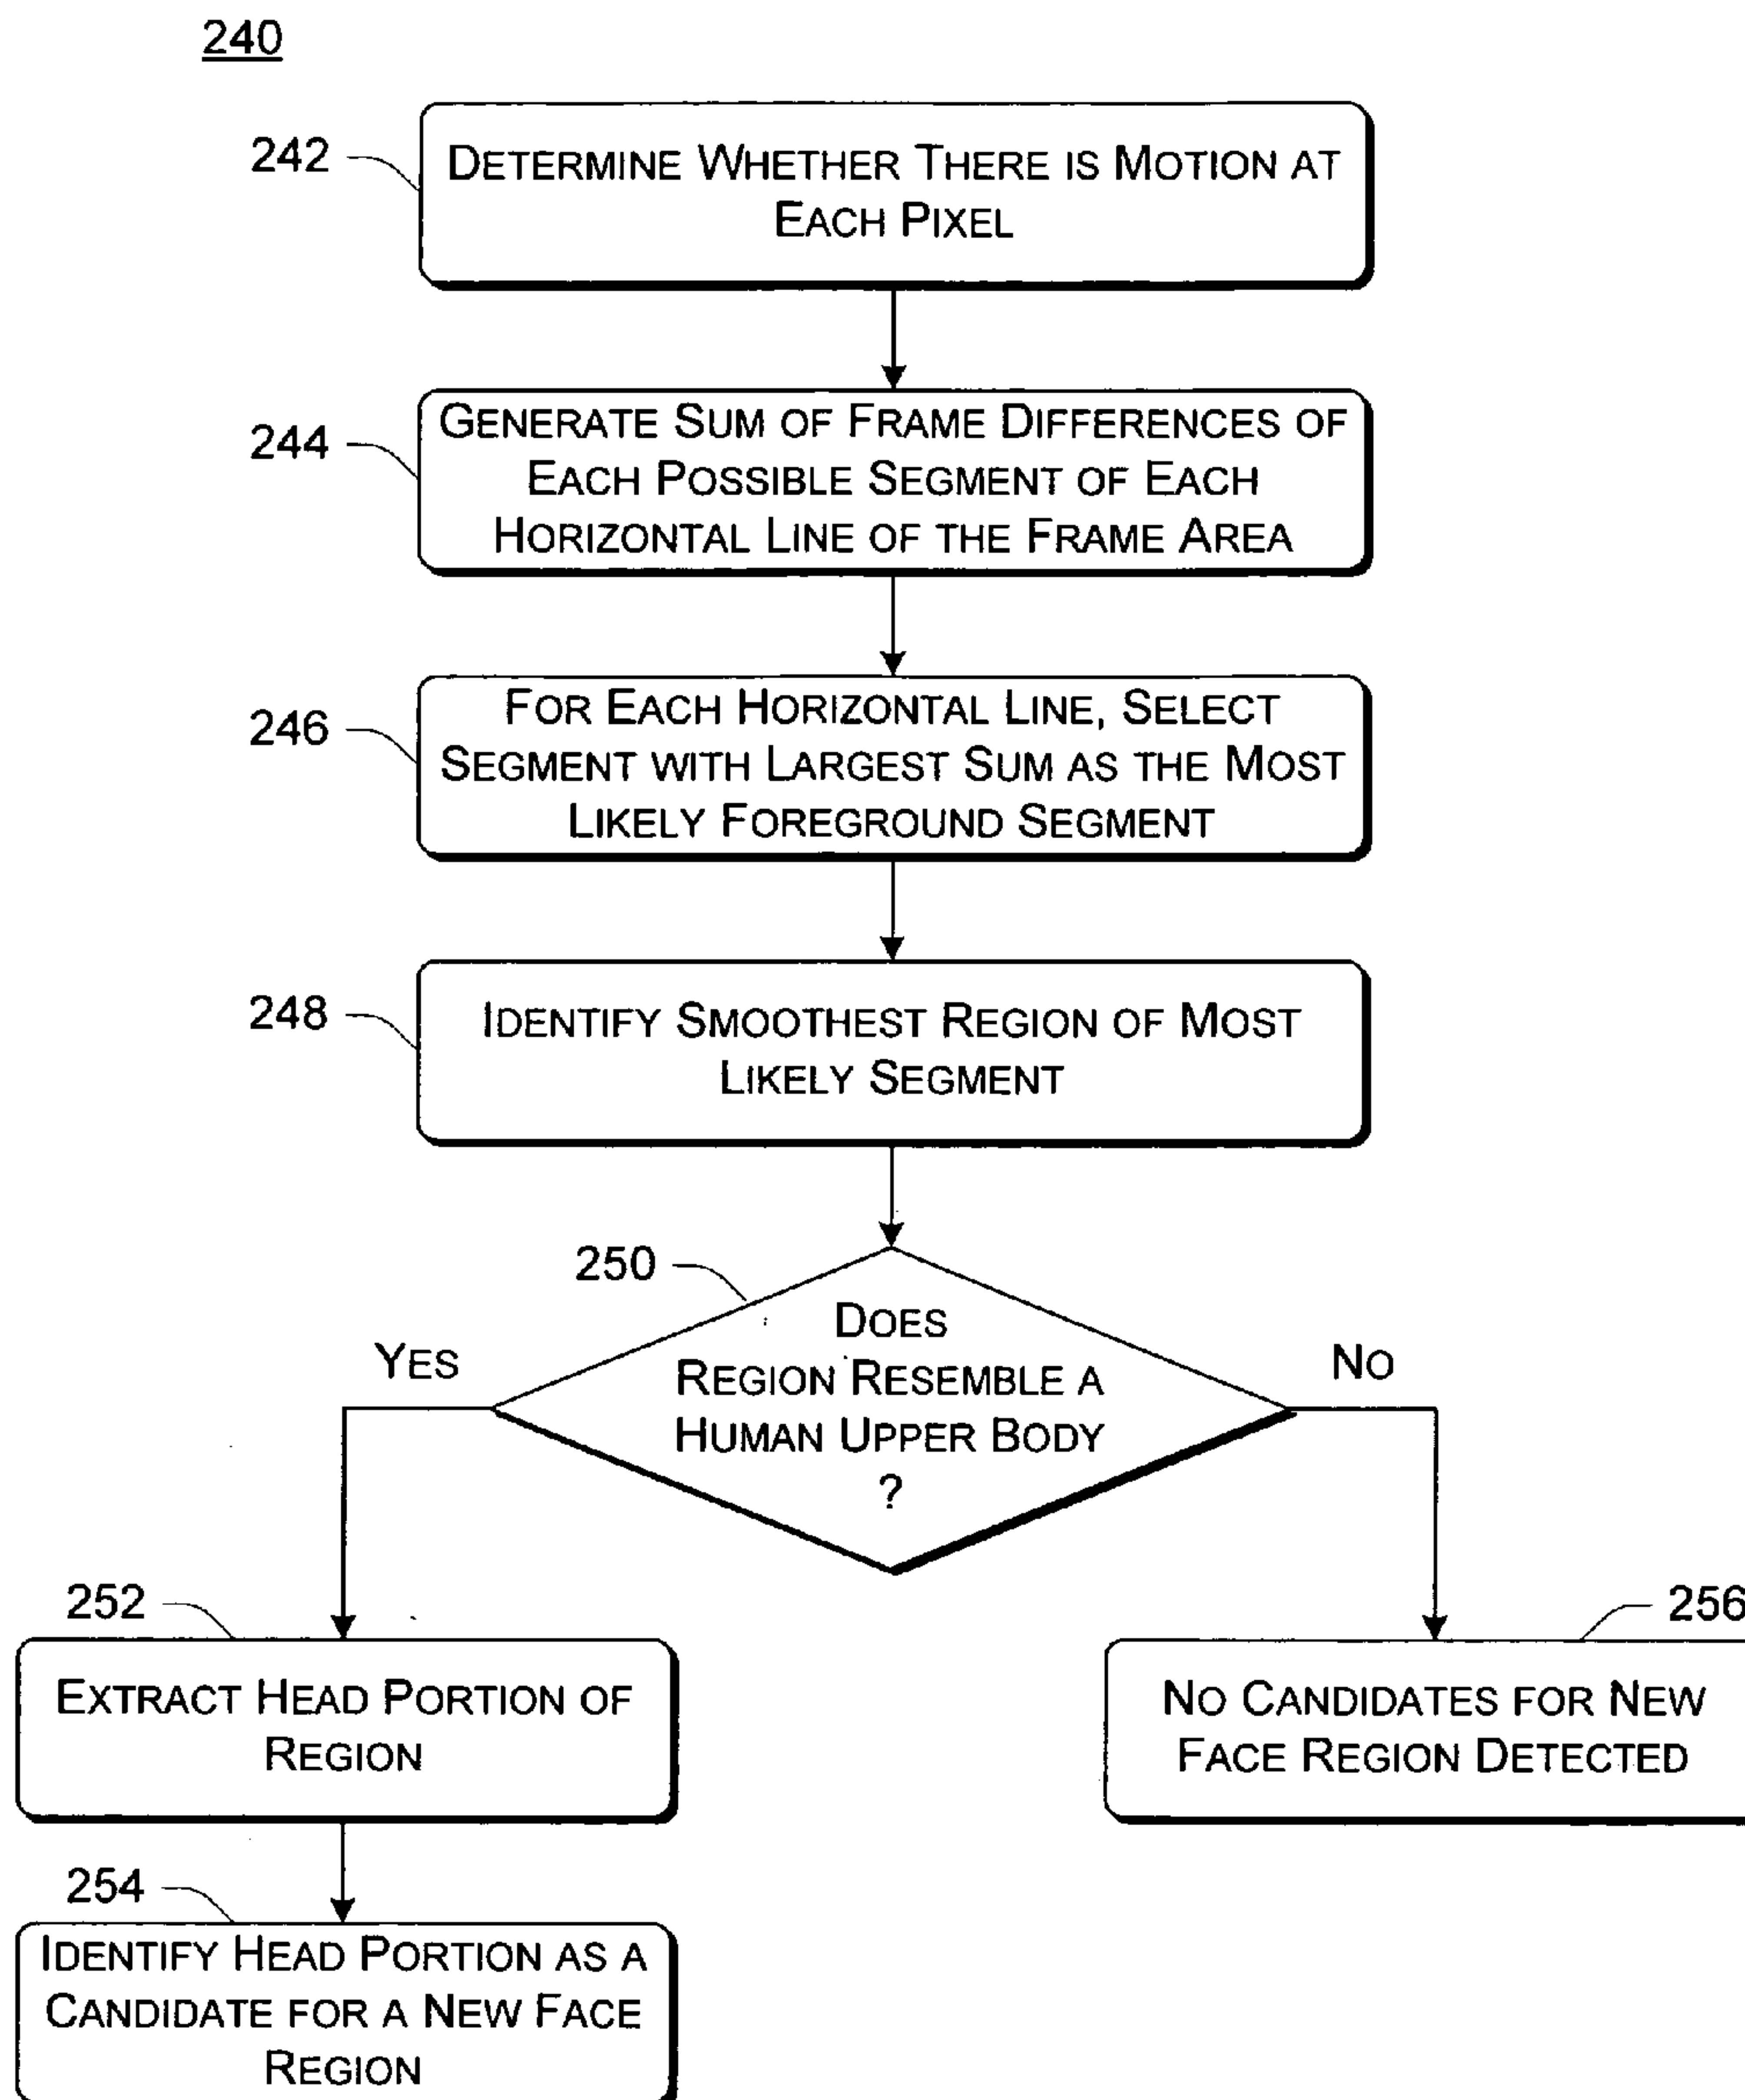 240
242
DETERMINE WHETHER THERE IS MOTION AT
EACH PIXEL
244
GENERATE SUM OF FRAME DIFFERENCES OF
EACH POSSIBLE SEGMENT OF EACH
HORIZONTAL LINE OF THE FRAME AREA
246
FOR EACH HORIZONTAL LINE, SELECT
SEGMENT WITH LARGEST SUM AS THE MOST
LIKELY FOREGROUND SEGMENT
248
IDENTIFY SMOOTHEST REGION OF MOST
LIKELY SEGMENT
250
DOES
REGION RESEMBLE A
HUMAN UPPER BODY
?
YES
NO
252
EXTRACT HEAD PORTION OF
REGION
256
NO CANDIDATES FOR NEW
FACE REGION DETECTED
254
IDENTIFY HEAD PORTION AS A
CANDIDATE FOR A NEW FACE
REGION